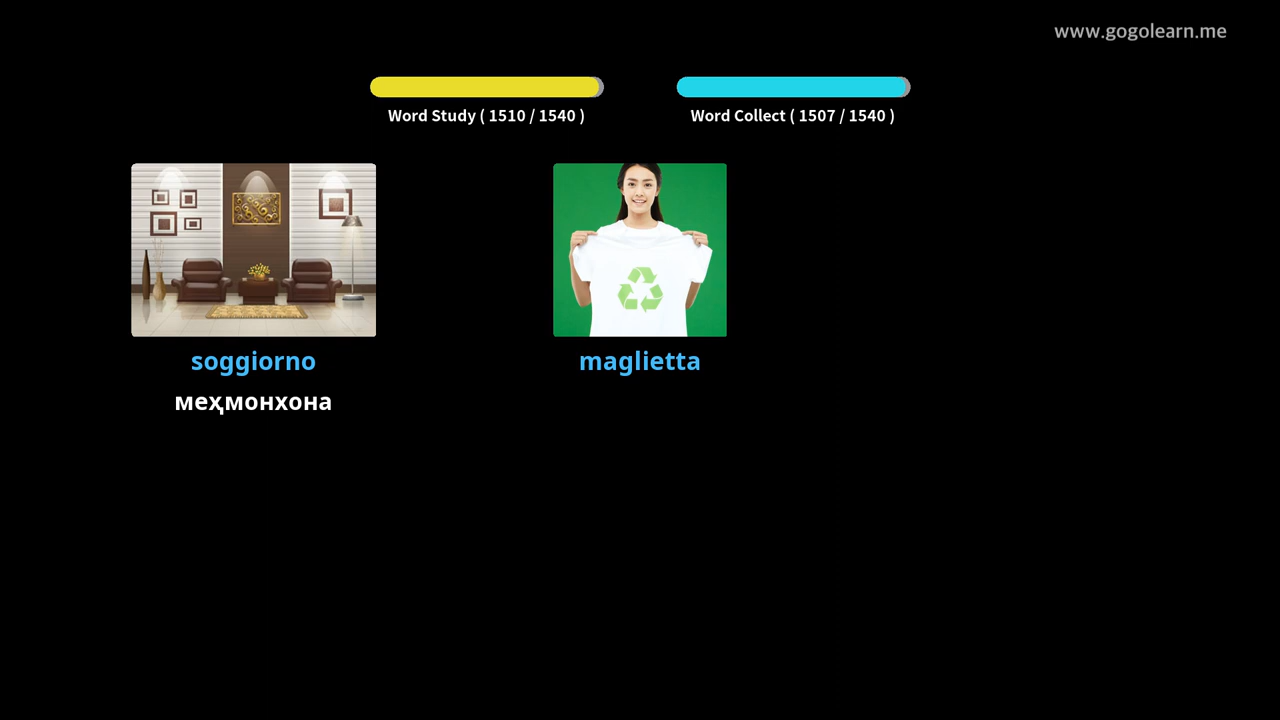 www.gogolearn.me
Word Study ( 1510 / 1540 )
Word Collect ( 1507 / 1540 )
soggiorno
maglietta
меҳмонхона